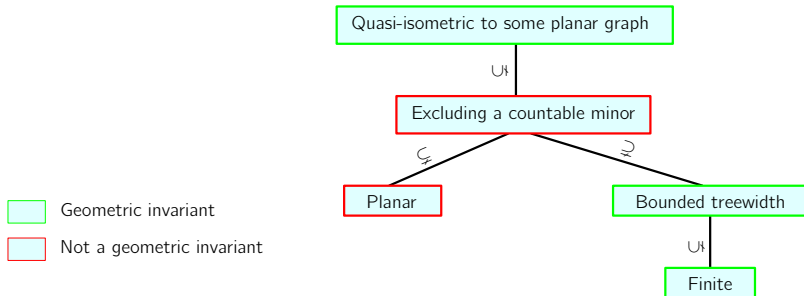 Quasi-isometric to some planar graph
⊊
Excluding a countable minor
⊊
⊊
Planar
Bounded treewidth
Geometric invariant
Not a geometric invariant
⊊
Finite